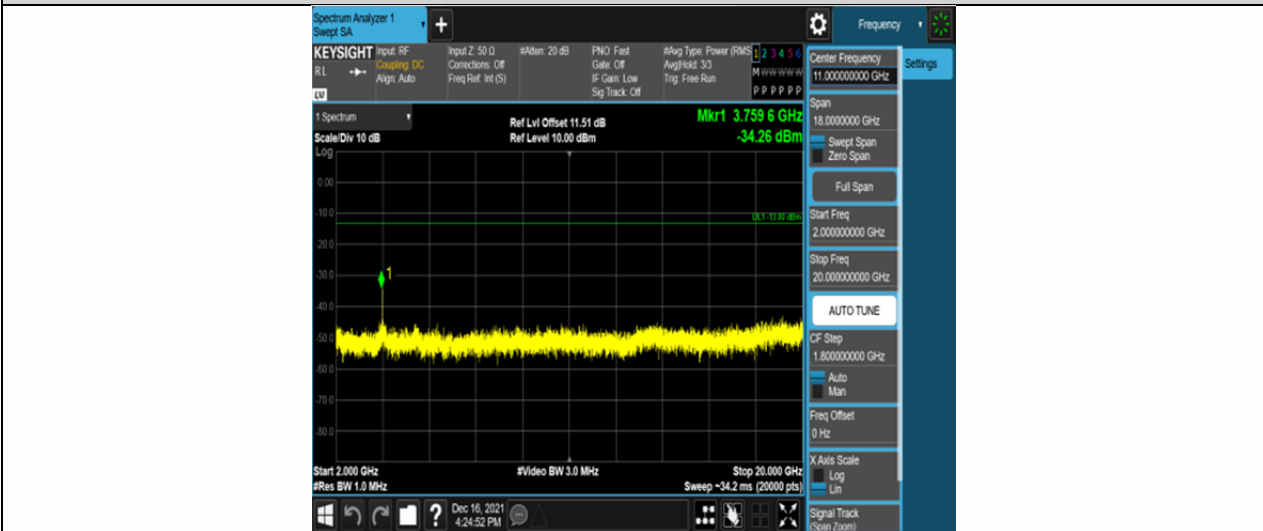 Spectrum Analyzer 1
Swept SA
+
Frequency
KEYSIGHT
RL
LV
Input: RF
Coupling: DC
Align: Auto
Input Z: 50 Ω
Corrections: Off
Freq Ref: Int (S)
#Atten: 20 dB
PNO: Fast
Gate: Off
IF Gain: Low
Sig Track: Off
#Avg Type: Power (RMS
Avg|Hold: 3/3
Trig: Free Run
1 2 3 4 5 6
M W W W W W
P P P P P P
1 Spectrum
Scale/Div 10 dB
Ref Lvl Offset 11.51 dB
Ref Level 10.00 dBm
Mkr1 3.759 6 GHz
-34.26 dBm
Log
0.00
-10.0
DL1 -13.00 dBm
-20.0
-30.0
1
-40.0
-50.0
-60.0
-70.0
-80.0
Start 2.000 GHz
#Video BW 3.0 MHz
Stop 20.000 GHz
#Res BW 1.0 MHz
Sweep ~34.2 ms (20000 pts)
?
Dec 16, 2021
4:24:52 PM
Center Frequency
11.000000000 GHz
Settings
Span
18.0000000 GHz
Swept Span
Zero Span
Full Span
Start Freq
2.000000000 GHz
Stop Freq
20.000000000 GHz
AUTO TUNE
CF Step
1.800000000 GHz
Auto
Man
Freq Offset
0 Hz
X Axis Scale
Log
Lin
Signal Track
(Span Zoom)